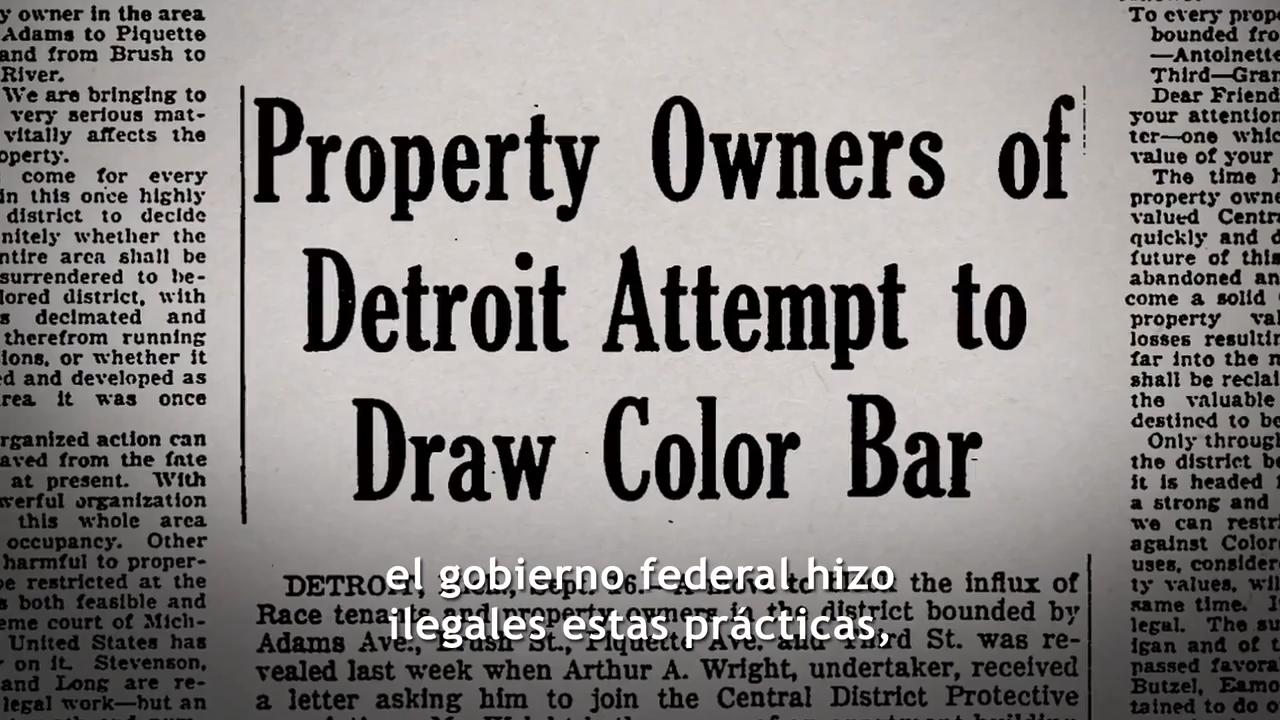 y owner in the area
Adams to Piquette
and from Brush to
River.
We are bringing to
very serious mat-
vitally affects the
operty.
come for every
in this once highly
district to decide
nitely whether the
ntire area shall be
surrendered to be-
lored district, with
s decimated and
therefrom running
ions, or whether it
ed and developed as
rea it was once
rganized action can
aved from the fate
at present. With
werful organization
this whole area
occupancy. Other
harmful to proper-
be restricted at the
s both feasible and
eme court of Mich-
United States has
on it. Stevenson,
and Long are re-
legal work—but an
Property Owners of
Detroit Attempt to
Draw Color Bar
DETROIT, Sept. 26.—A move to the influx of
Race tenants and property owners in the district bounded by
Adams Ave., Brush St., Piquette Ave. and Third St. was re-
vealed last week when Arthur A. Wright, undertaker, received
a letter asking him to join the Central District Protective
To every prope
bounded fro
—Antoinette
Third—Gran
Dear Friend
your attention
ter—one whic
value of your
The time h
property owne
valued Centr
quickly and d
future of this
abandoned an
come a solid
property val
losses resultin
far into the n
shall be reclai
the valuable
destined to be
Only through
the district be
it is headed f
a strong and
we can restri
against Color
uses, consider
ty values, wil
same time. I
legal. The su
igan and of t
passed favora
Butzel, Eamo
tained to do o
el gobierno federal hizo
ilegales estas prácticas,